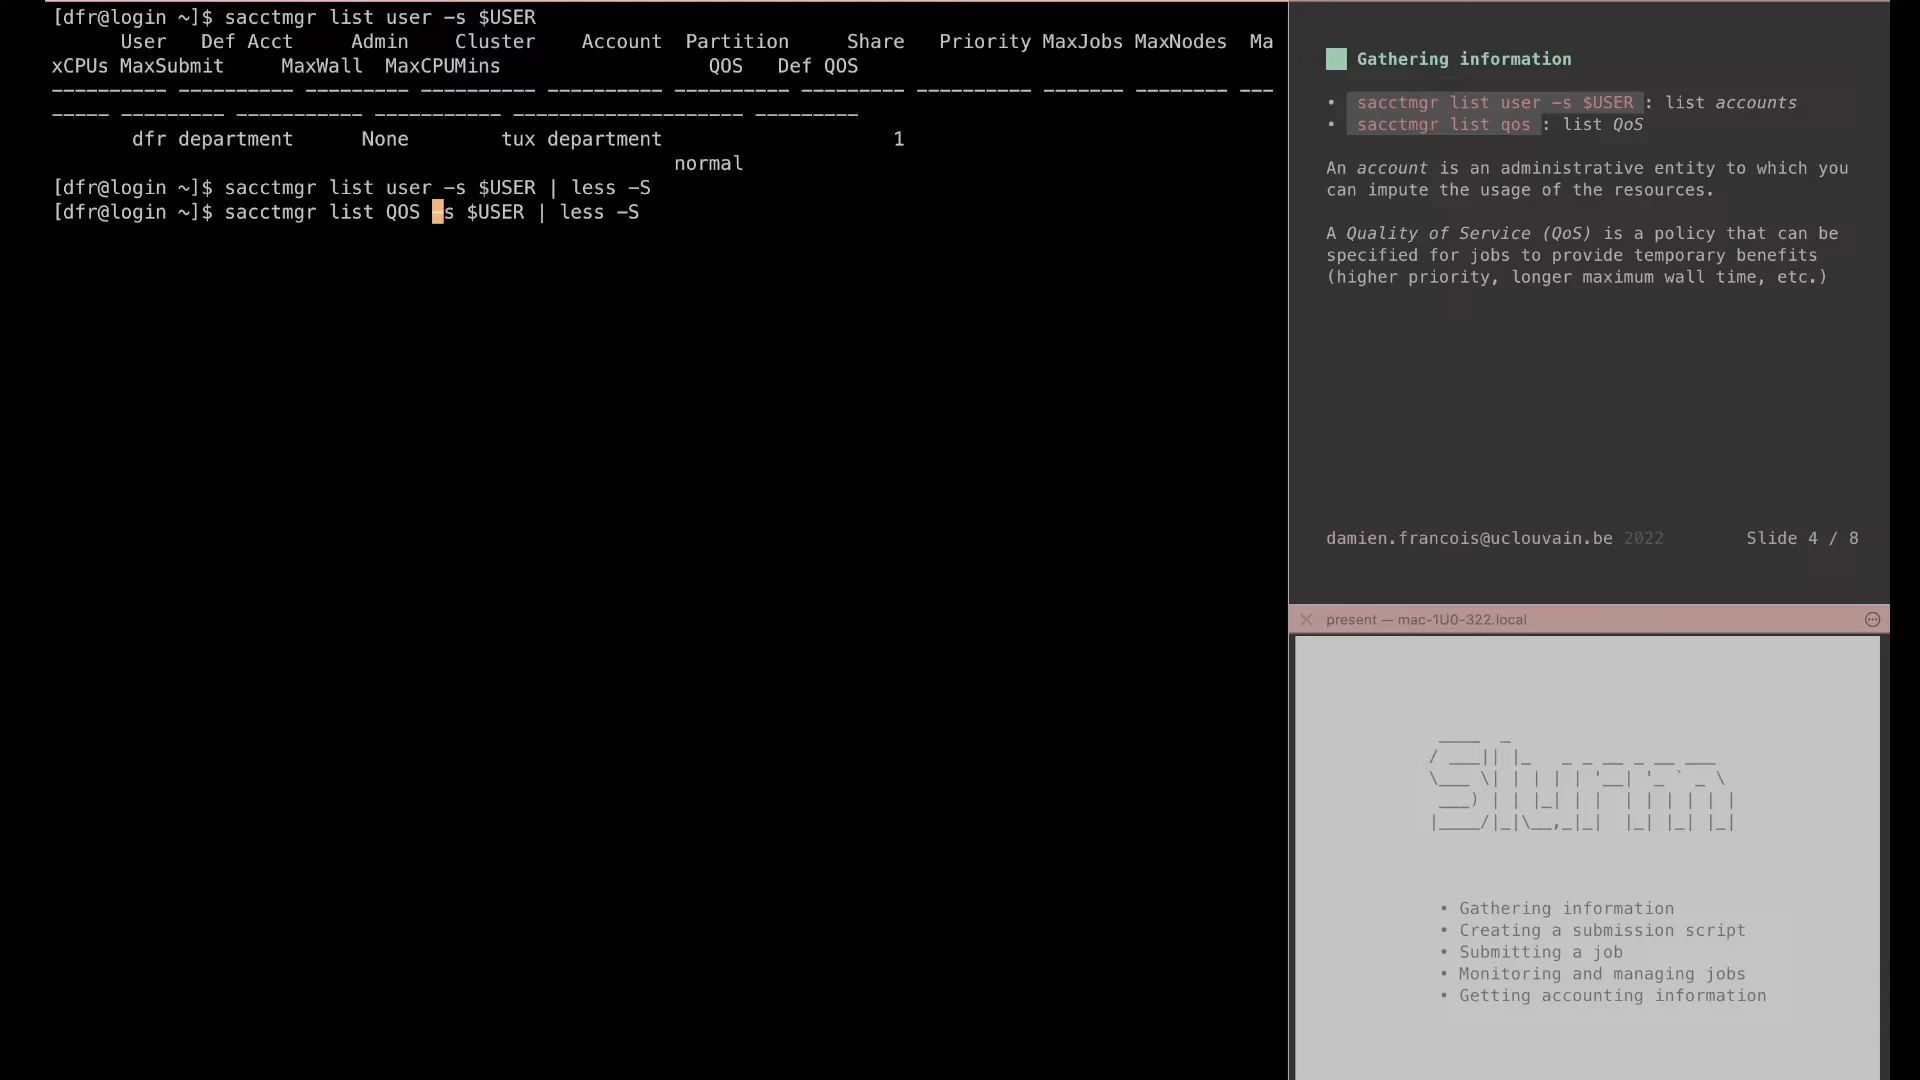 [dfr@login ~]$ sacctmgr list user -s $USER
      User   Def Acct     Admin    Cluster    Account  Partition     Share   Priority MaxJobs MaxNodes  Ma
xCPUs MaxSubmit     MaxWall  MaxCPUMins                  QOS   Def QOS
---------- ---------- --------- ---------- ---------- ---------- --------- ---------- ------- -------- ---
----- --------- ----------- ----------- -------------------- ---------
       dfr department      None        tux department                    1
                                                      normal
[dfr@login ~]$ sacctmgr list user -s $USER | less -S
[dfr@login ~]$ sacctmgr list QOS -s $USER | less -S
Gathering information
• sacctmgr list user -s $USER : list accounts
• sacctmgr list qos : list QoS
An account is an administrative entity to which you
can impute the usage of the resources.
A Quality of Service (QoS) is a policy that can be
specified for jobs to provide temporary benefits
(higher priority, longer maximum wall time, etc.)
damien.francois@uclouvain.be 2022 Slide 4 / 8
present — mac-1U0-322.local
Slurm
• Gathering information
• Creating a submission script
• Submitting a job
• Monitoring and managing jobs
• Getting accounting information